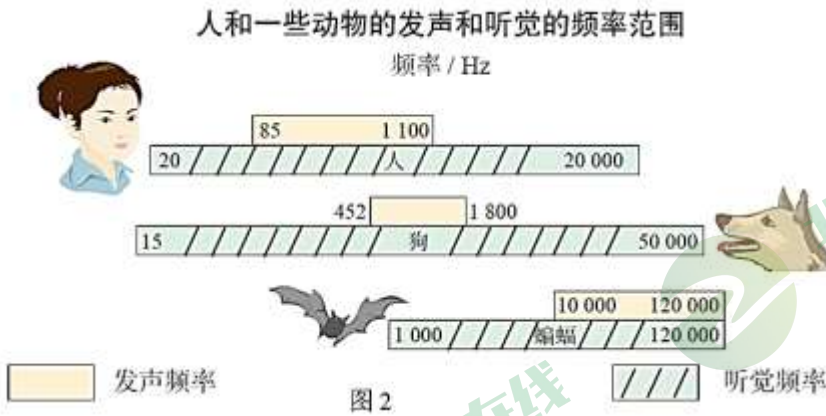 人和一些动物的发声和听觉的频率范围
频率 / Hz
85 1 100
20 人 20 000
452 1 800
15 狗 50 000
10 000 120 000
1 000 蝙蝠 120 000
发声频率 听觉频率
图 2
在线